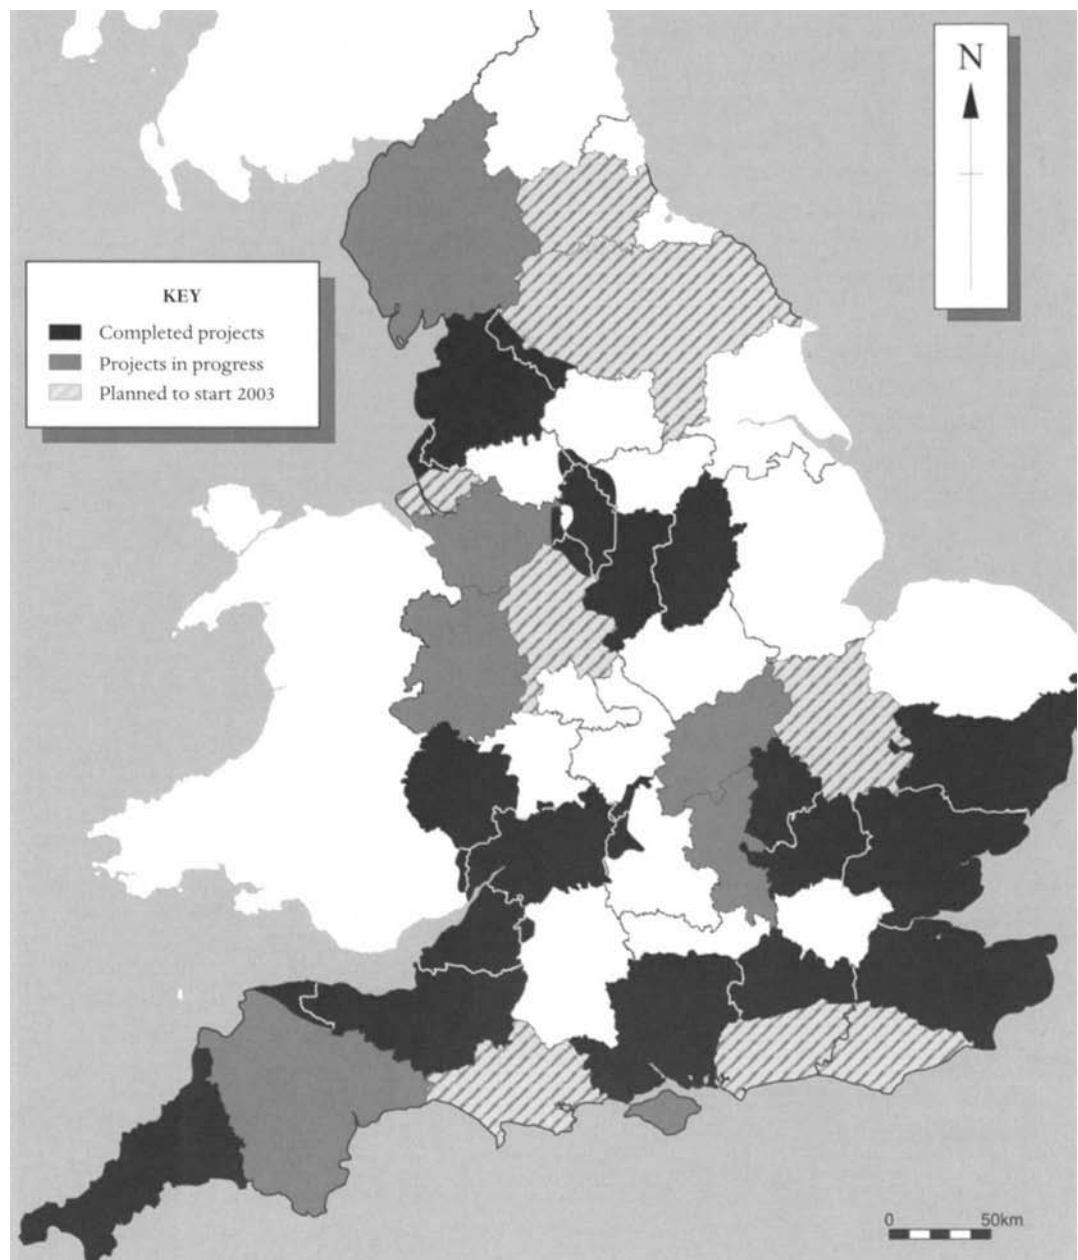 N
KEY
Completed projects
Projects in progress
Planned to start 2003
0 50km